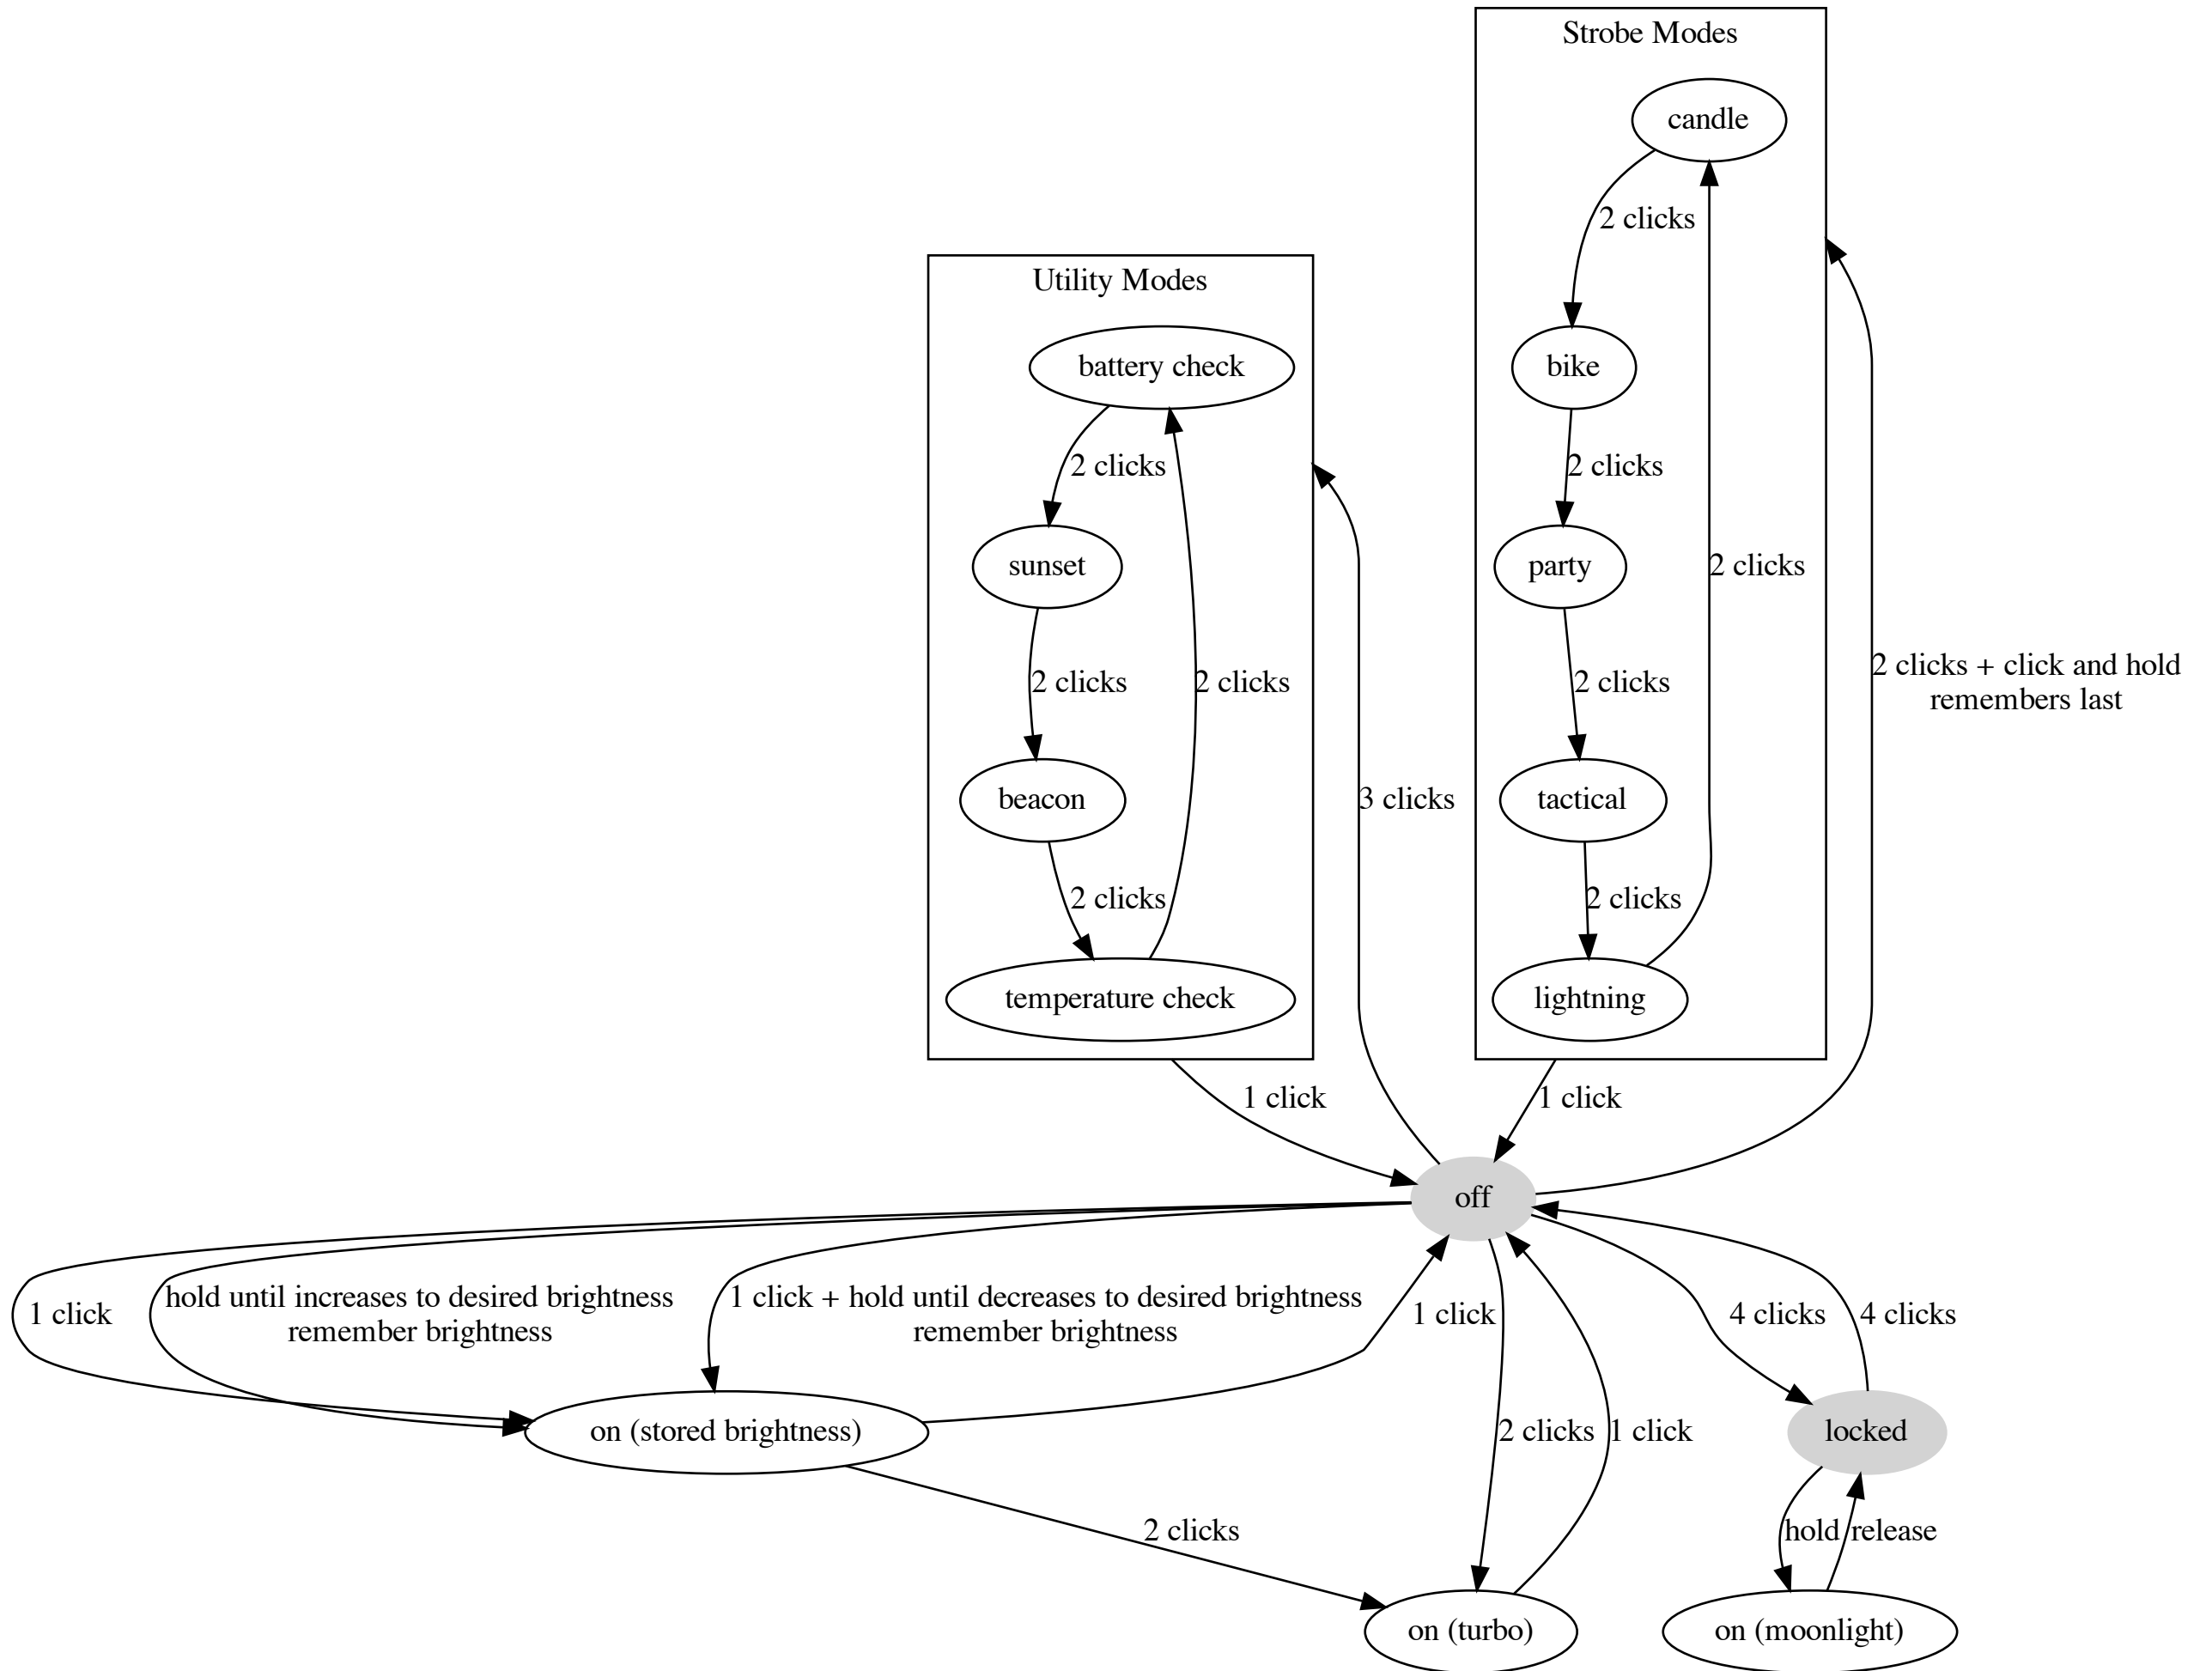 Strobe Modes
candle
2 clicks
Utility Modes
battery check
bike
2 clicks
2 clicks
sunset
party
2 clicks
2 clicks + click and hold
remembers last
2 clicks
2 clicks
2 clicks
beacon
3 clicks
tactical
2 clicks
2 clicks
temperature check
lightning
1 click
1 click
off
1 click
hold until increases to desired brightness
remember brightness
1 click + hold until decreases to desired brightness
remember brightness
1 click
4 clicks
4 clicks
on (stored brightness)
2 clicks
1 click
locked
2 clicks
hold
release
on (turbo)
on (moonlight)